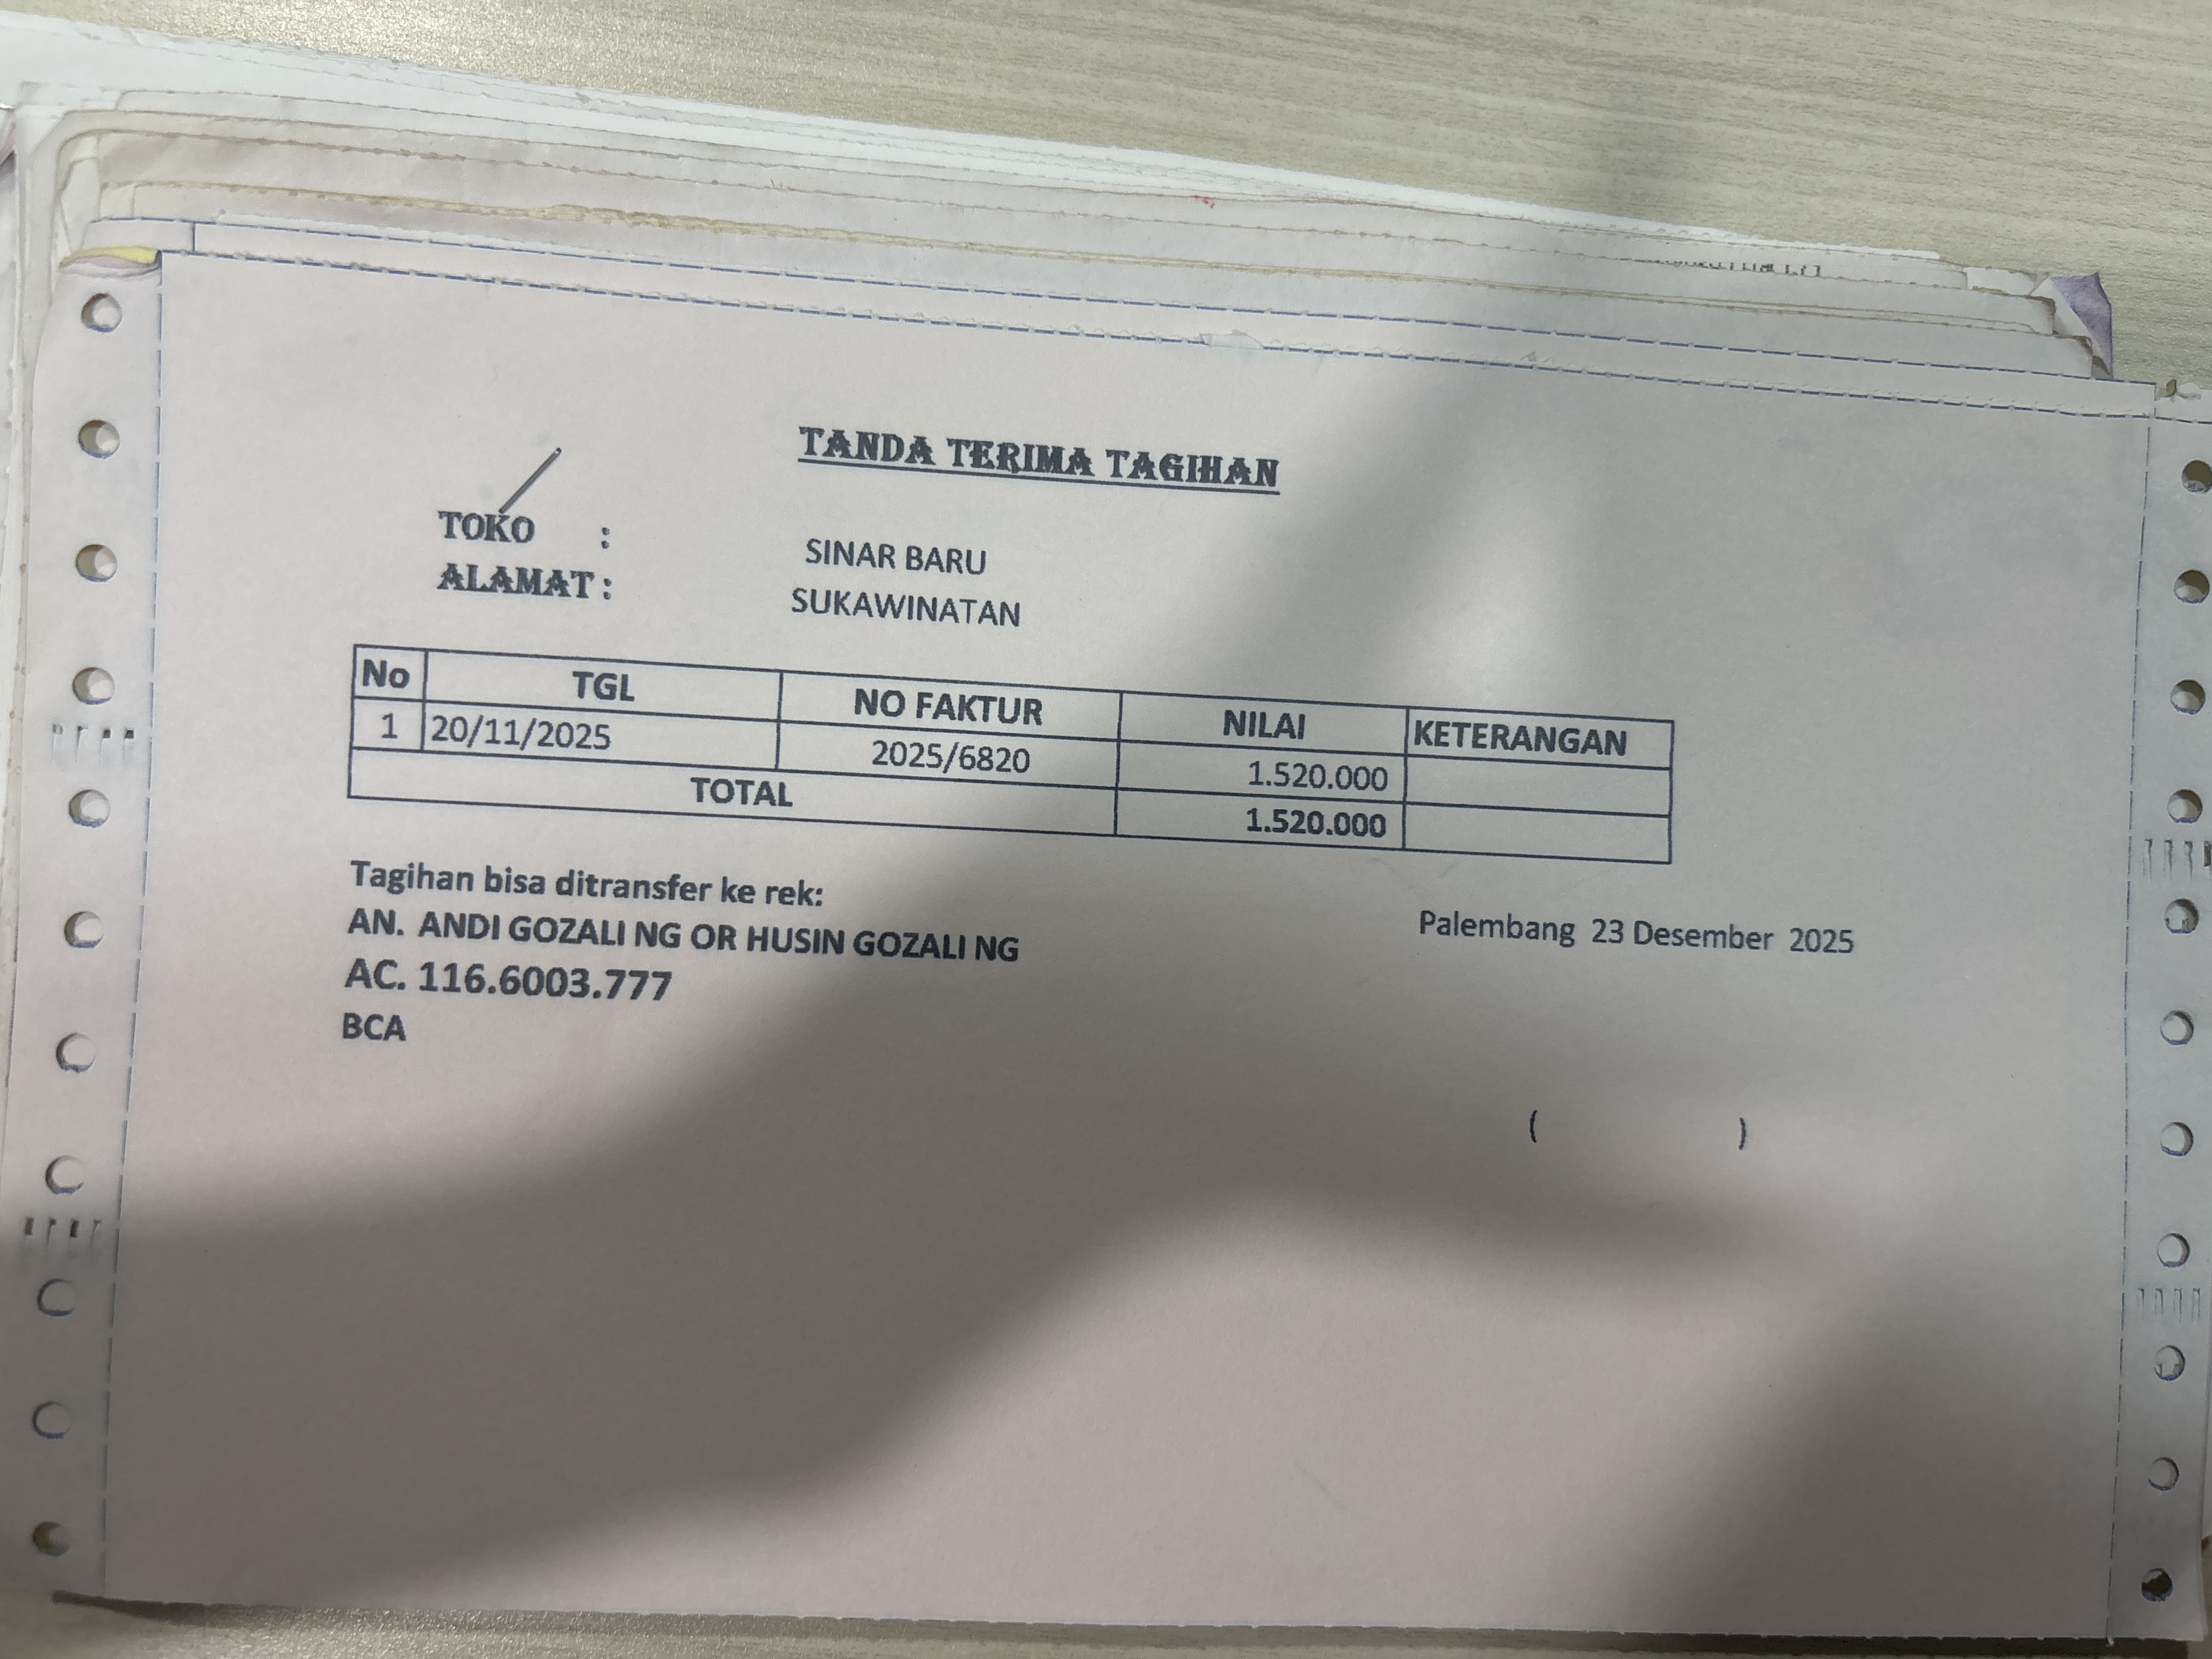 TANDA TERIMA TAGIHAN
TOKO : SINAR BARU
ALAMAT : SUKAWINATAN
No TGL NO FAKTUR NILAI KETERANGAN
1 20/11/2025 2025/6820 1.520.000
TOTAL 1.520.000
Tagihan bisa ditransfer ke rek:
AN. ANDI GOZALI NG OR HUSIN GOZALI NG
AC. 116.6003.777
BCA
Palembang 23 Desember 2025
( )